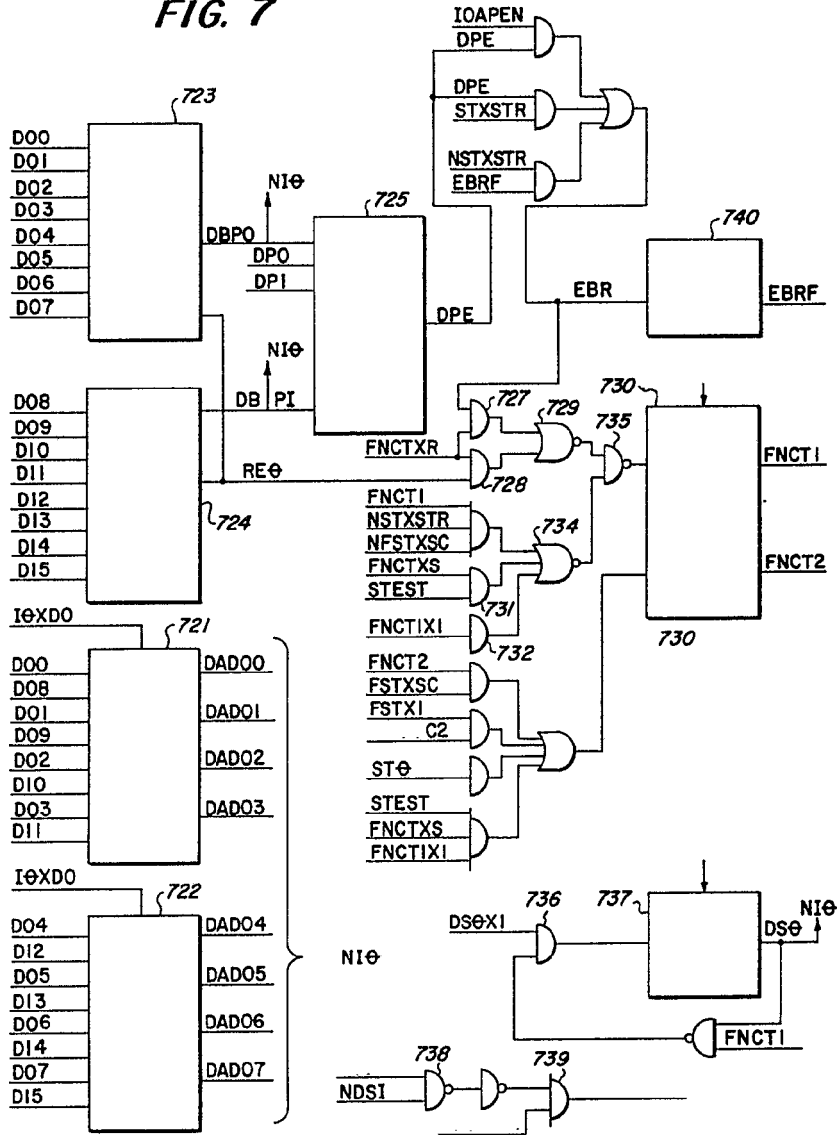 FIG. 7
723
D00
D01
D02
D03
D04
D05
D06
D07
DBPO
NIθ
DPO
DPI
725
DPE
IOAPEN
DPE
DPE
STXSTR
NSTXSTR
EBRF
EBR
740
EBRF
D08
D09
D10
D11
D12
D13
D14
D15
724
NIθ
DB PI
REθ
FNCTXR
727
728
729
735
730
FNCT1
FNCT2
730
FNCT1
NSTXSTR
NFSTXSC
FNCTXS
STEST
731
734
FNCT1X1
732
FNCT2
FSTXSC
FSTX1
C2
STθ
STEST
FNCTXS
FNCT1X1
IθXDO
721
D00
D08
D01
D09
D02
D10
D03
D11
DAD00
DAD01
DAD02
DAD03
IθXDO
722
D04
D12
D05
D13
D06
D14
D07
D15
DAD04
DAD05
DAD06
DAD07
NIθ
DSθX1
736
737
DSθ
NIθ
FNCT1
738
NDSI
739